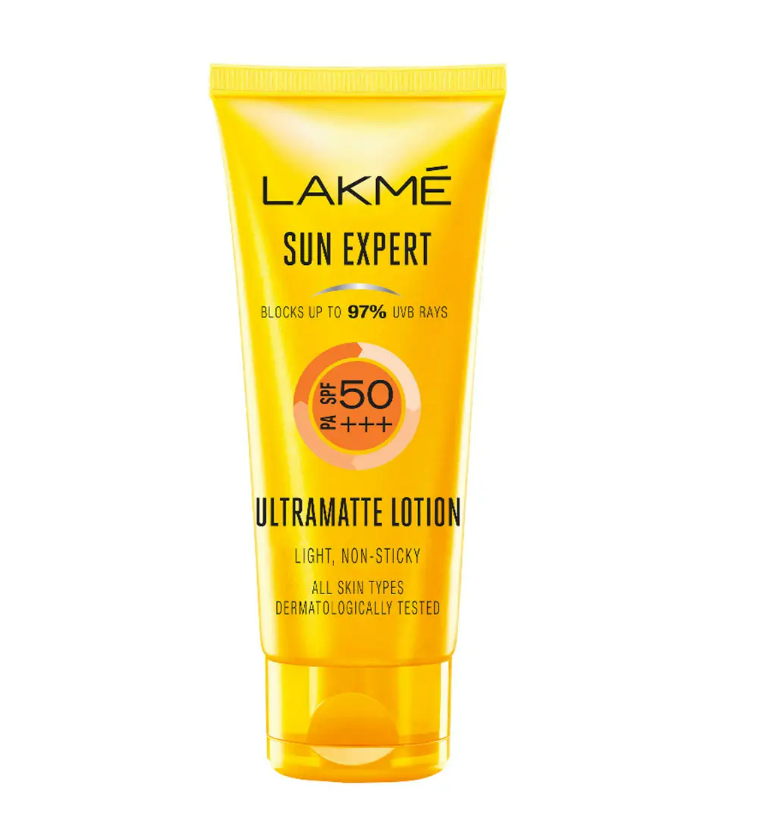 LAKMÉ
SUN EXPERT
BLOCKS UP TO 97% UVB RAYS
SPF 50
PA +++
ULTRAMATTE LOTION
LIGHT, NON-STICKY
ALL SKIN TYPES
DERMATOLOGICALLY TESTED